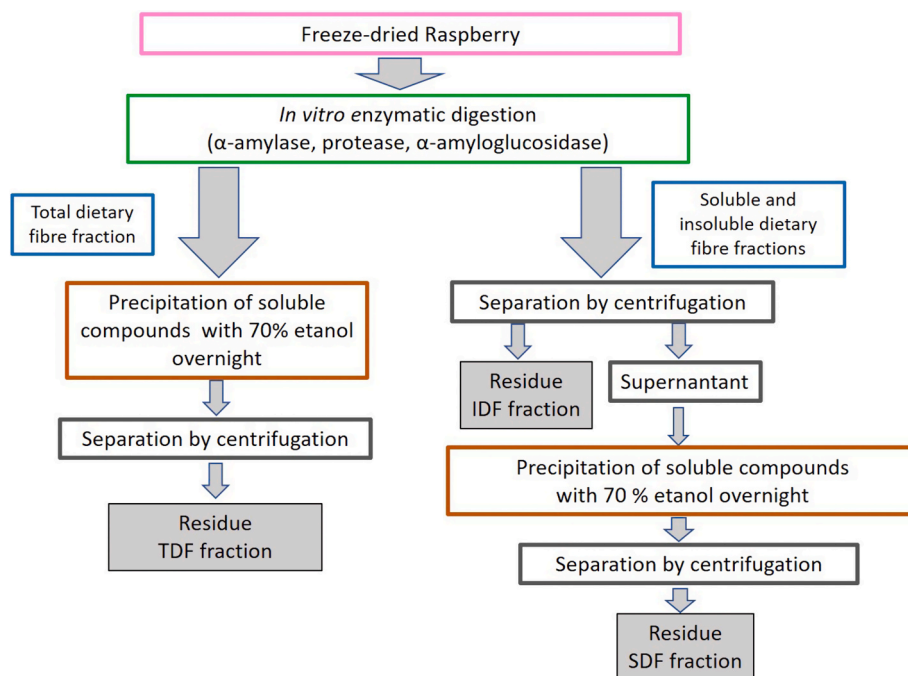 Freeze-dried Raspberry
In vitro enzymatic digestion
(α-amylase, protease, α-amyloglucosidase)
Total dietary
fibre fraction
Soluble and
insoluble dietary
fibre fractions
Precipitation of soluble
compounds with 70% etanol
overnight
Separation by centrifugation
Residue
TDF fraction
Separation by centrifugation
Residue
IDF fraction
Supernantant
Precipitation of soluble compounds
with 70 % etanol overnight
Separation by centrifugation
Residue
SDF fraction